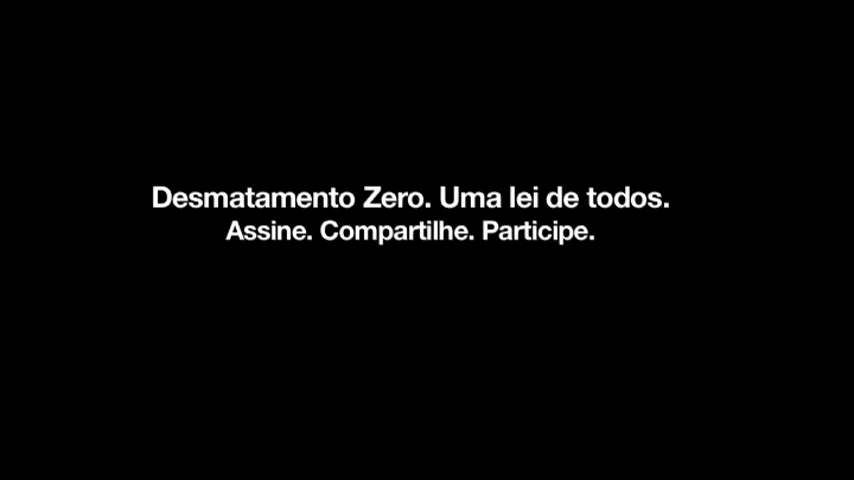 Desmatamento Zero. Uma lei de todos.
Assine. Compartilhe. Participe.